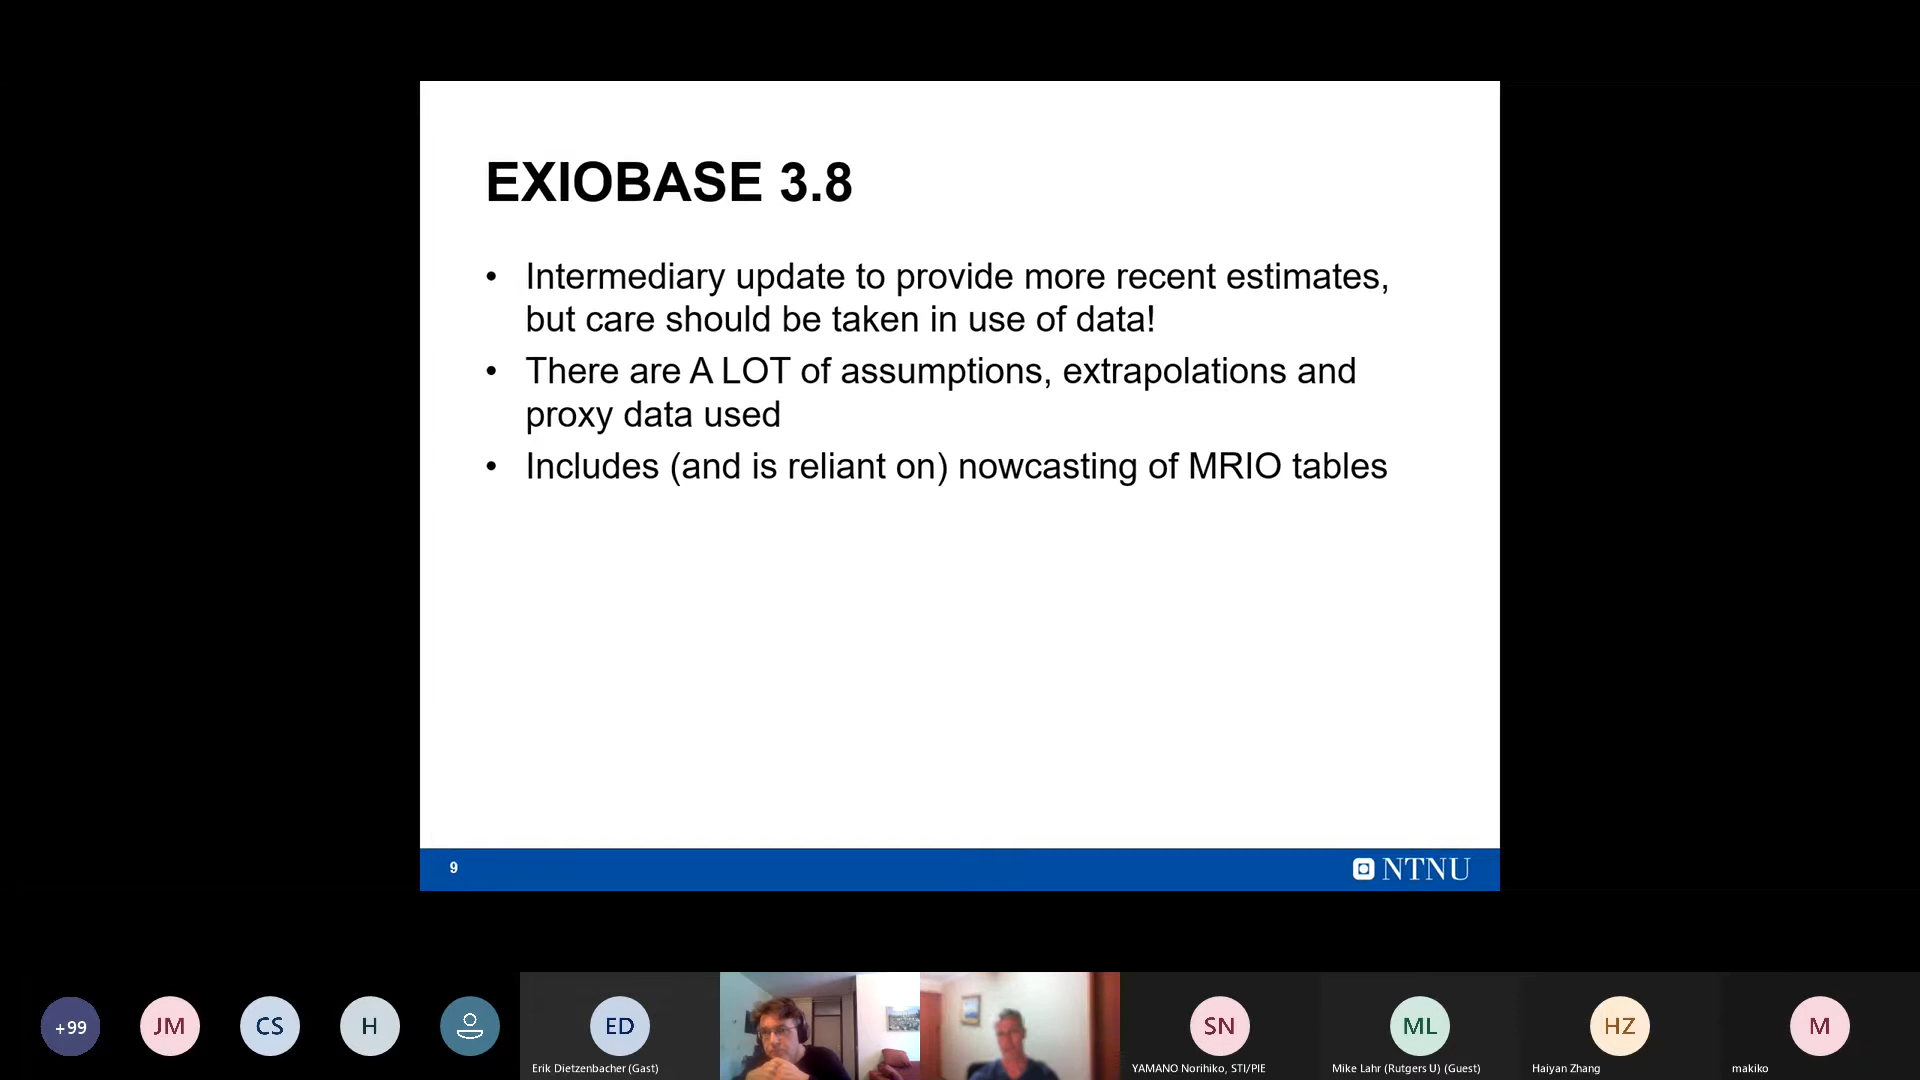 EXIOBASE 3.8
• Intermediary update to provide more recent estimates,
but care should be taken in use of data!
• There are A LOT of assumptions, extrapolations and
proxy data used
• Includes (and is reliant on) nowcasting of MRIO tables
9
NTNU
+99
JM
CS
H
ED
SN
ML
HZ
M
Erik Dietzenbacher (Gast)
YAMANO Norihiko, STI/PIE
Mike Lahr (Rutgers U) (Guest)
Haiyan Zhang
makiko